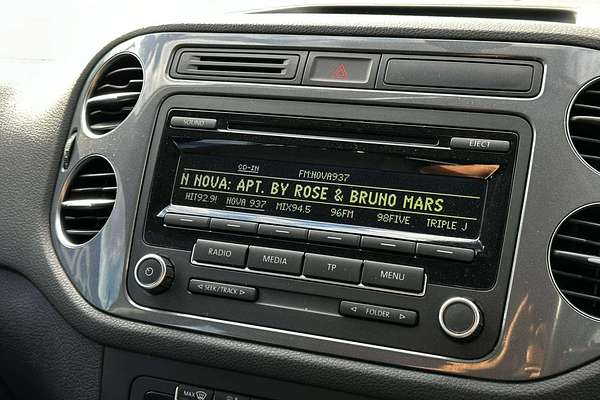 SOUND
EJECT
CD-IN FM:NOVA937
N NOVA: APT. BY ROSE & BRUNO MARS
HIT92.9 NOVA 937 MIX94.5 96FM 98FIVE TRIPLE J
RADIO MEDIA TP MENU
< SEEK/TRACK >
< FOLDER >
MAX